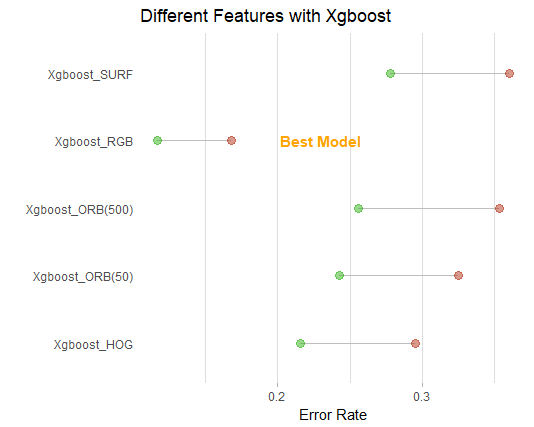 Different Features with Xgboost
Xgboost_SURF
Xgboost_RGB
Best Model
Xgboost_ORB(500)
Xgboost_ORB(50)
Xgboost_HOG
0.2
0.3
Error Rate